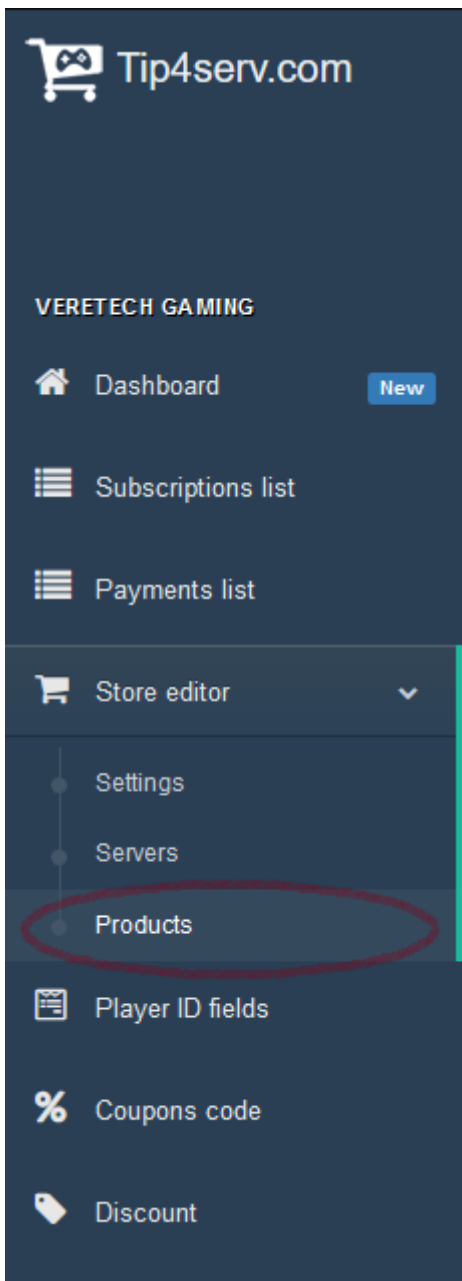 Tip4serv.com
VERETECH GAMING
Dashboard New
Subscriptions list
Payments list
Store editor
Settings
Servers
Products
Player ID fields
Coupons code
Discount